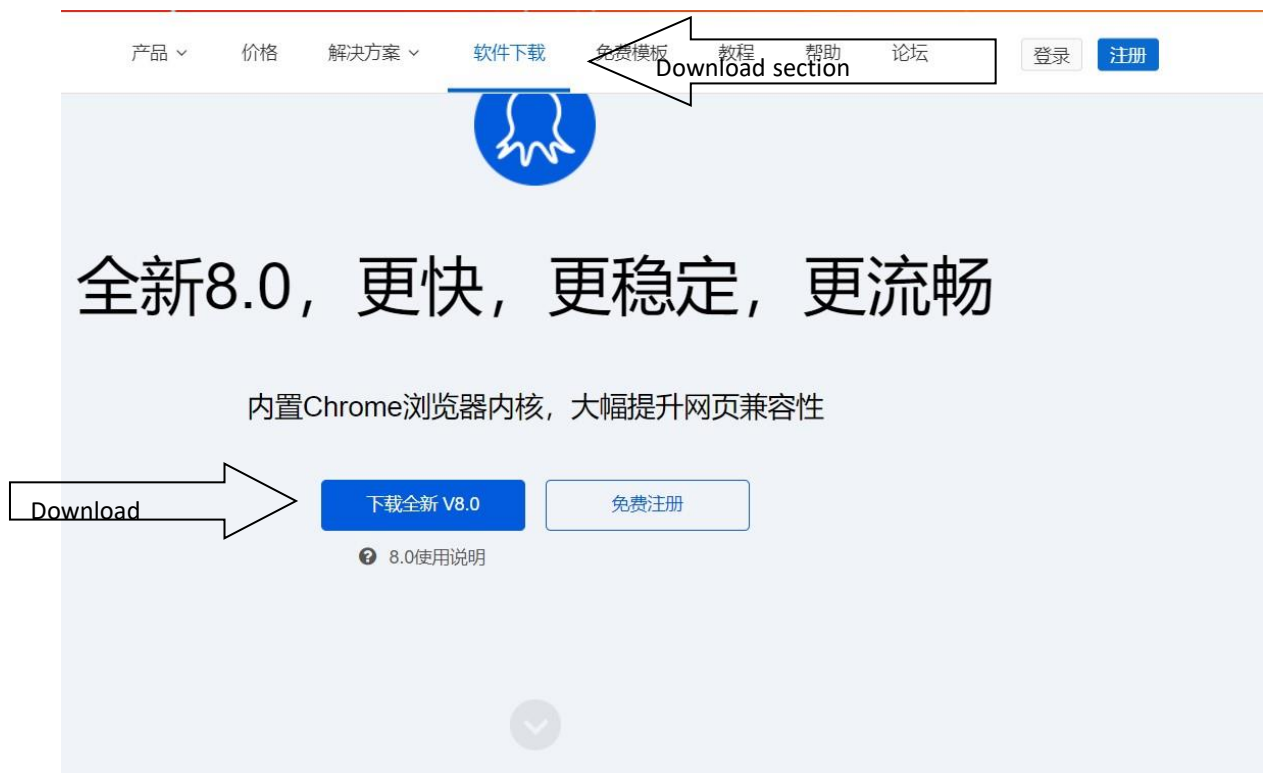 产品 价格 解决方案 软件下载 免费模板 教程 帮助 论坛 登录 注册
Download section
全新8.0，更快，更稳定，更流畅
内置Chrome浏览器内核，大幅提升网页兼容性
Download
下载全新 V8.0 免费注册
8.0使用说明